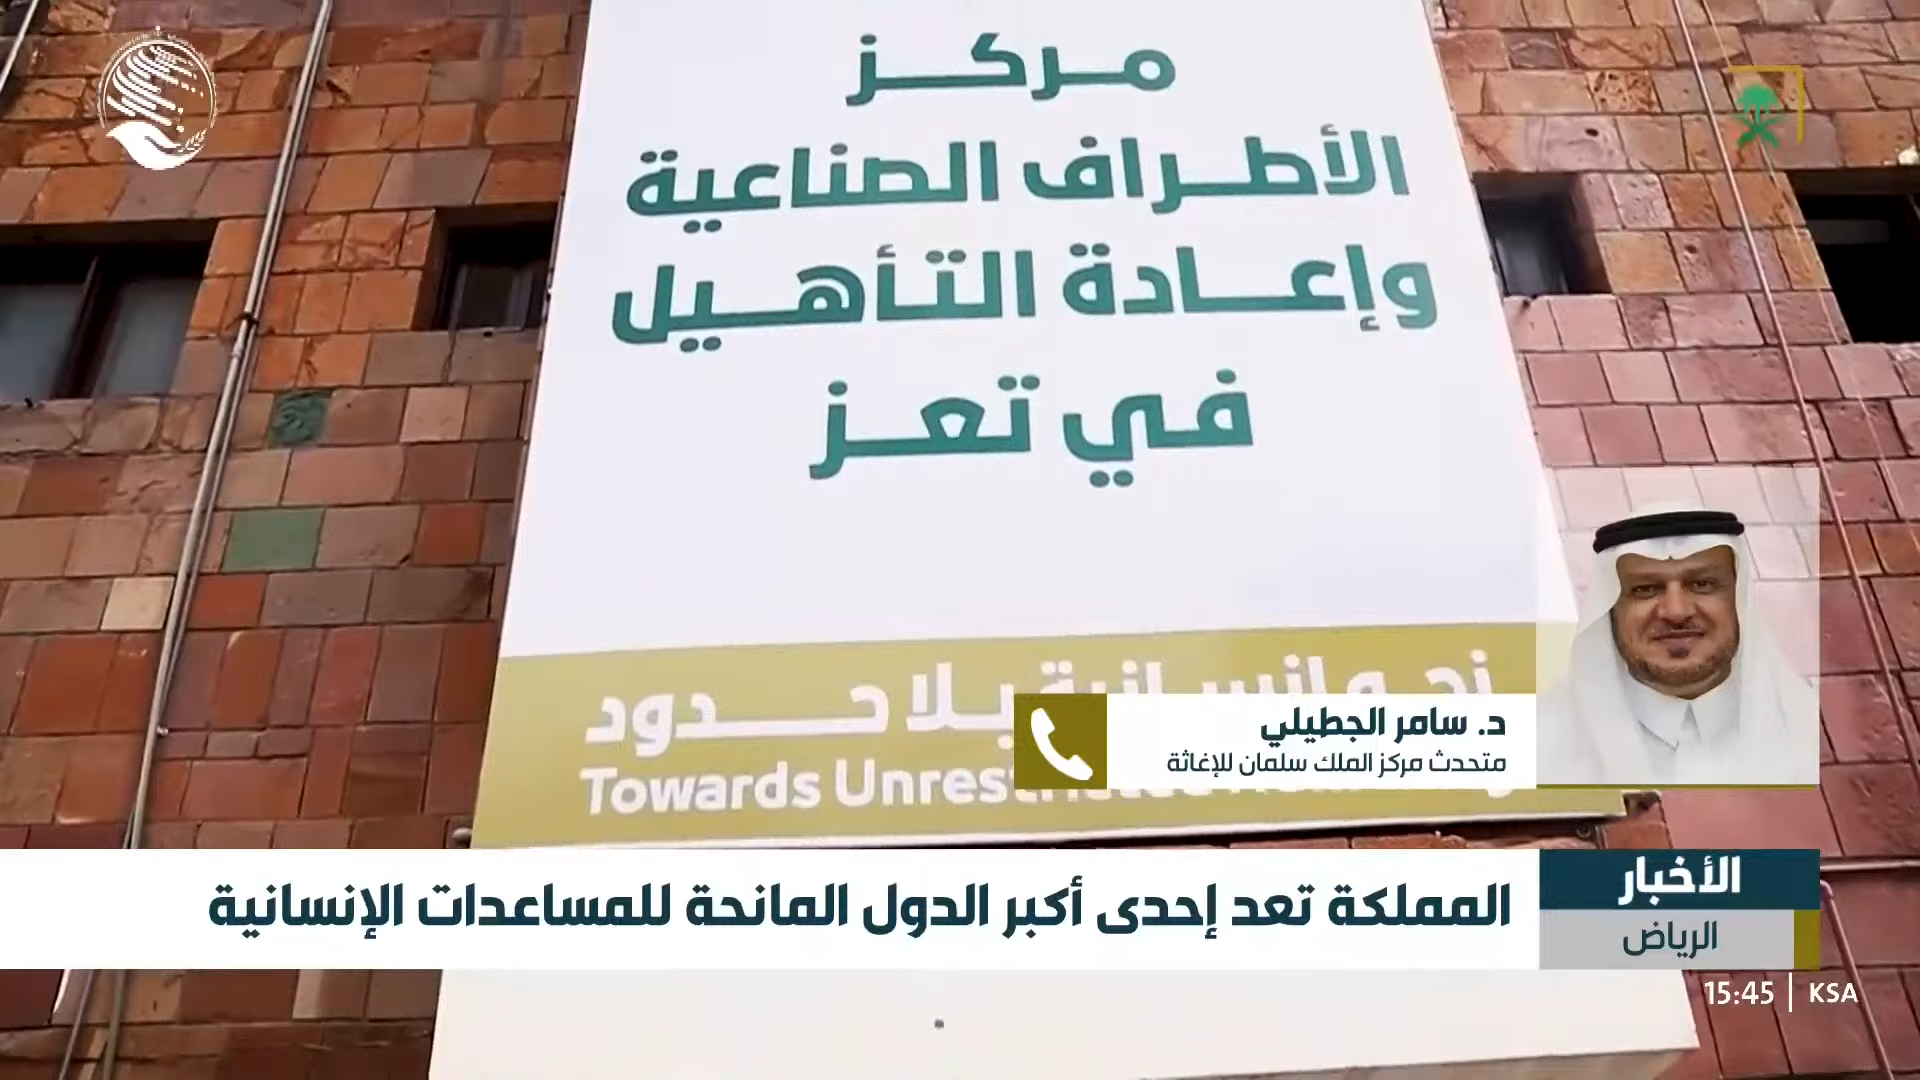 مركز
الأطراف الصناعية
وإعادة التأهيل
في تعز
بلا حدود
Towards
د. سامر الجطيلي
متحدث مركز الملك سلمان للإغاثة
الأخبار
المملكة تعد إحدى أكبر الدول المانحة للمساعدات الإنسانية
الرياض
15:45 | KSA